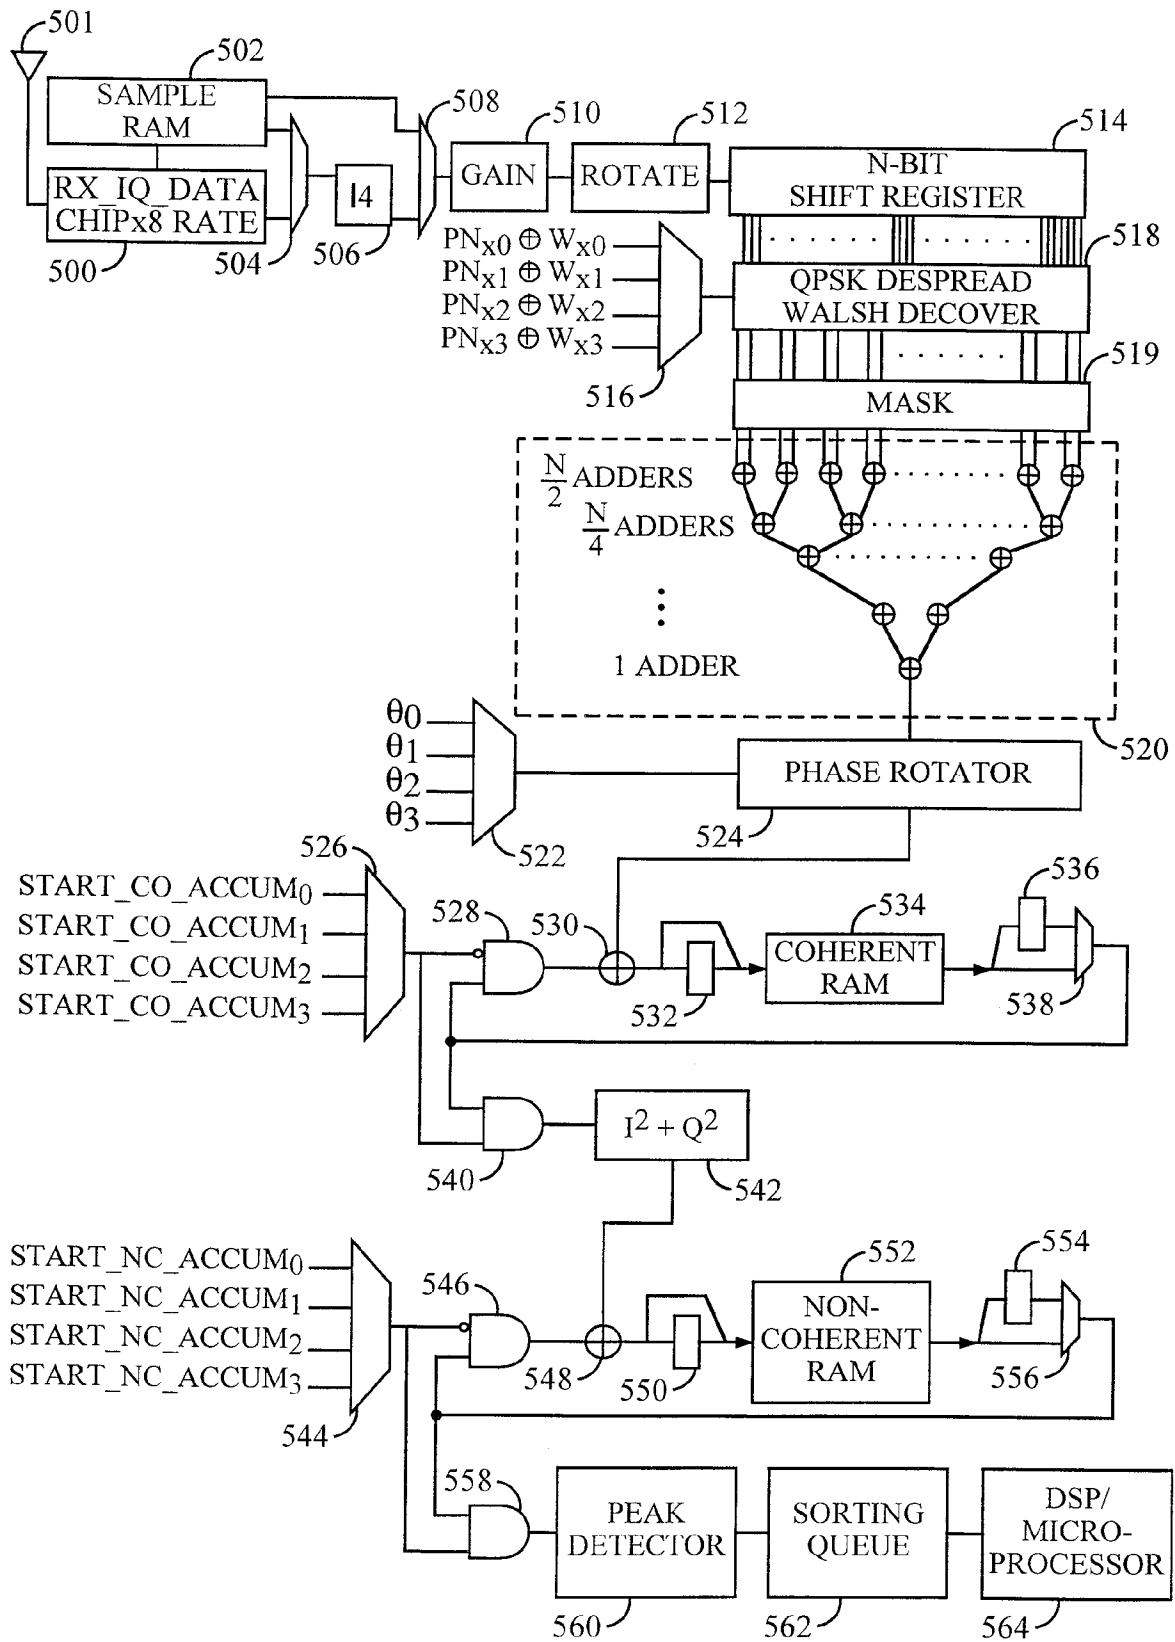 501
502
SAMPLE
RAM
508
510
512
514
RX_IQ_DATA
CHIPx8 RATE
I4
GAIN
ROTATE
N-BIT
SHIFT REGISTER
500
504
506
PNx0 ⊕ Wx0
PNx1 ⊕ Wx1
PNx2 ⊕ Wx2
PNx3 ⊕ Wx3
516
518
QPSK DESPREAD
WALSH DECOVER
519
MASK
N/2 ADDERS
N/4 ADDERS
1 ADDER
520
θ0
θ1
θ2
θ3
522
PHASE ROTATOR
524
526
START_CO_ACCUM0
START_CO_ACCUM1
START_CO_ACCUM2
START_CO_ACCUM3
528
530
532
534
COHERENT
RAM
536
538
540
I2 + Q2
542
START_NC_ACCUM0
START_NC_ACCUM1
START_NC_ACCUM2
START_NC_ACCUM3
544
546
548
550
552
NON-
COHERENT
RAM
554
556
558
PEAK
DETECTOR
560
SORTING
QUEUE
562
DSP/
MICRO-
PROCESSOR
564